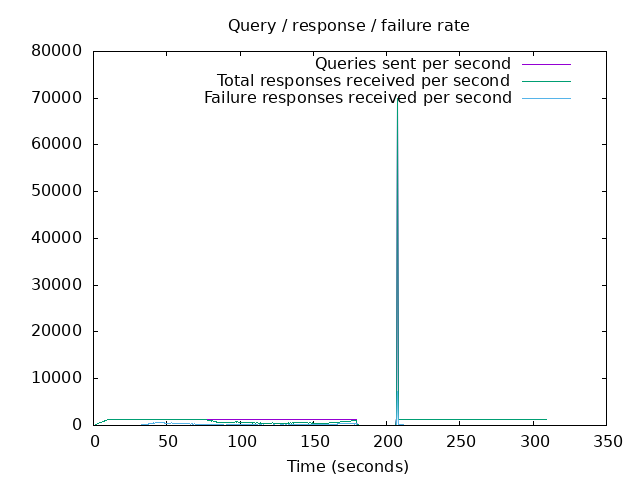 Query / response / failure rate
80000
70000
60000
50000
40000
30000
20000
10000
0
Queries sent per second
Total responses received per second
Failure responses received per second
0 50 100 150 200 250 300 350
Time (seconds)